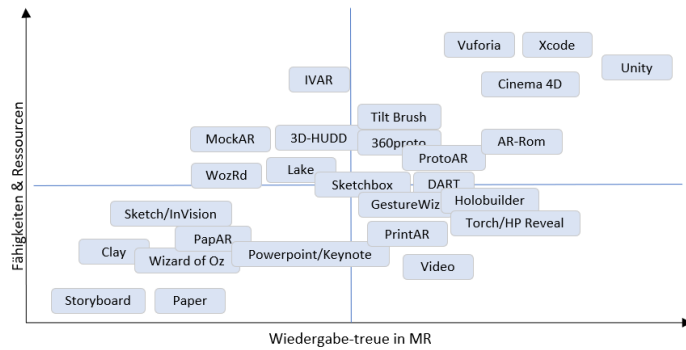 Vuforia
Xcode
Unity
IVAR
Cinema 4D
Tilt Brush
MockAR
3D-HUDD
360proto
AR-Rom
ProtoAR
WozRd
Lake
Sketchbox
DART
GestureWiz
Holobuilder
Sketch/InVision
Torch/HP Reveal
PapAR
PrintAR
Clay
Wizard of Oz
Powerpoint/Keynote
Video
Storyboard
Paper
Fähigkeiten & Ressourcen
Wiedergabe-treue in MR